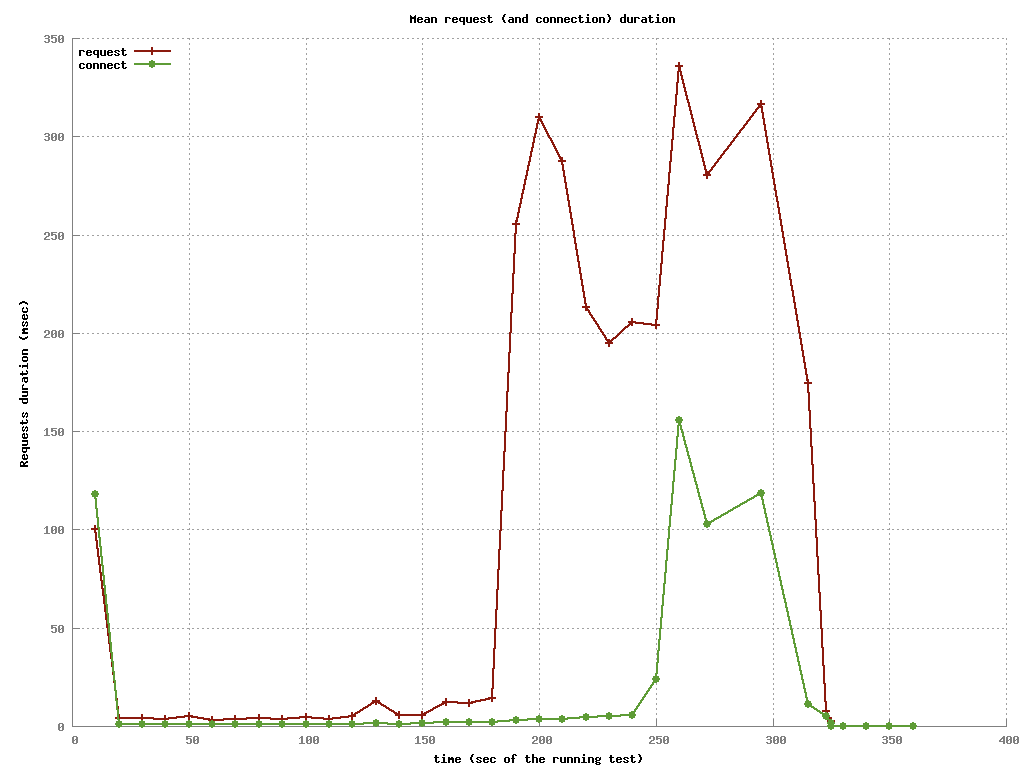 Mean request (and connection) duration
request
connect
350
300
250
200
150
100
50
0
Requests duration (msec)
0 50 100 150 200 250 300 350 400
time (sec of the running test)